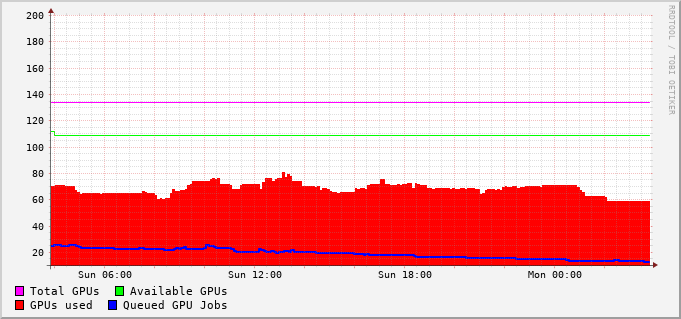 200
180
160
140
120
100
80
60
40
20
Sun 06:00 Sun 12:00 Sun 18:00 Mon 00:00
Total GPUs Available GPUs
GPUs used Queued GPU Jobs
RRDTOOL / TOBI OETIKER